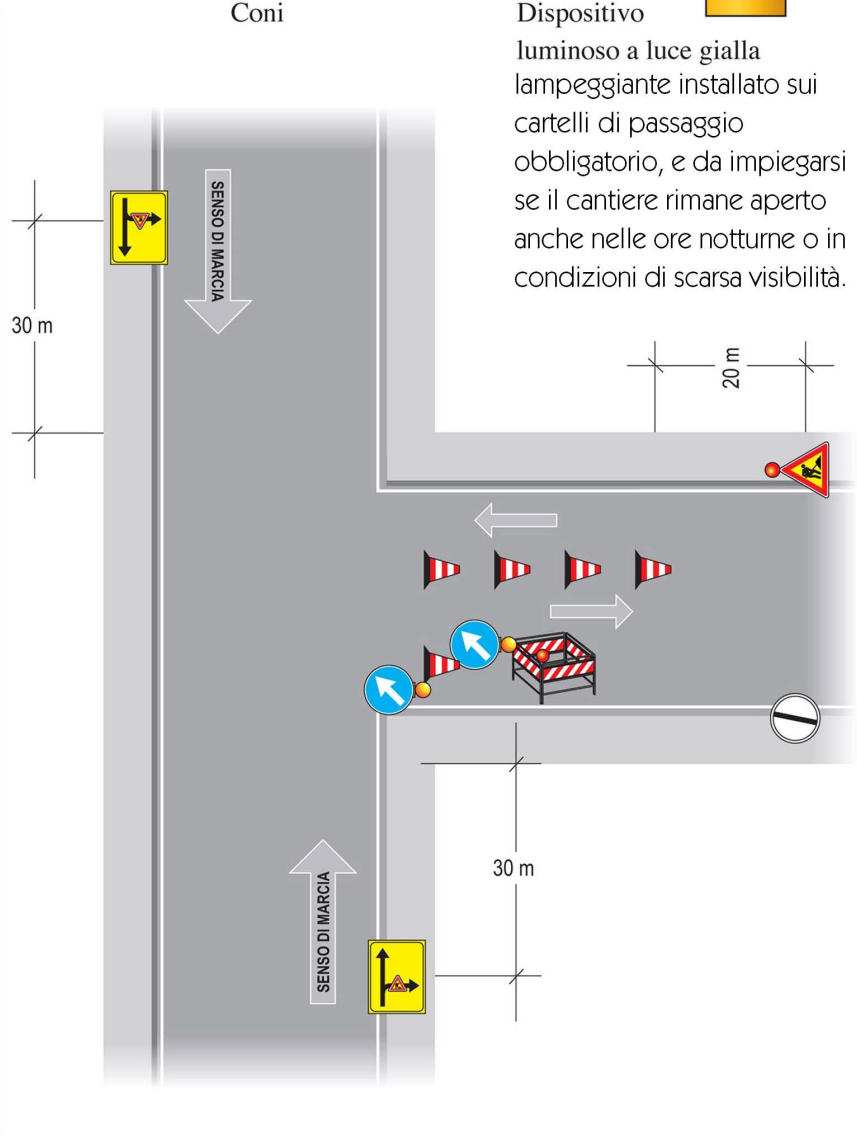 Coni
Dispositivo
luminoso a luce gialla
lampeggiante installato sui
cartelli di passaggio
obbligatorio, e da impiegarsi
se il cantiere rimane aperto
anche nelle ore notturne o in
condizioni di scarsa visibilità.
SENSO DI MARCIA
30 m
20 m
30 m
SENSO DI MARCIA